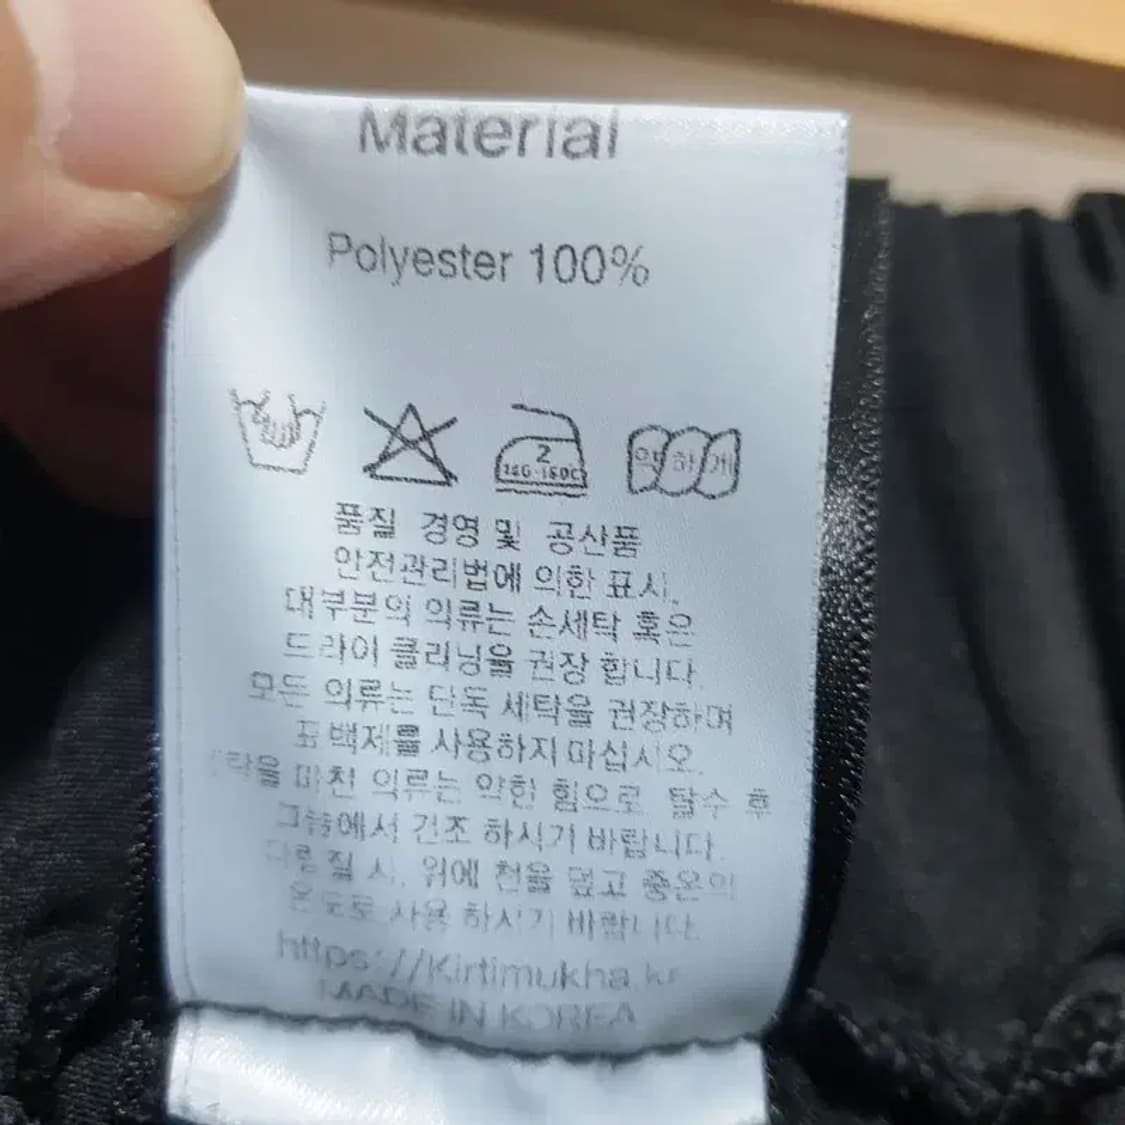 Material
Polyester 100%
2
약하게
품질 경영 및 공산품
안전관리법에 의한 표시.
대부분의 의류는 손세탁 혹은
드라이 클리닝을 권장 합니다.
모든 의류는 단독 세탁을 권장하며
표백제를 사용하지 마십시오.
마친 의류는 약한 힘으로 탈수 후
그늘에서 건조 하시기 바랍니다.
다림질 시, 위에 천을 덮고 중온의
온도로 사용 하시기 바랍니다.
https://Kirtimukha.kr
MADE IN KOREA